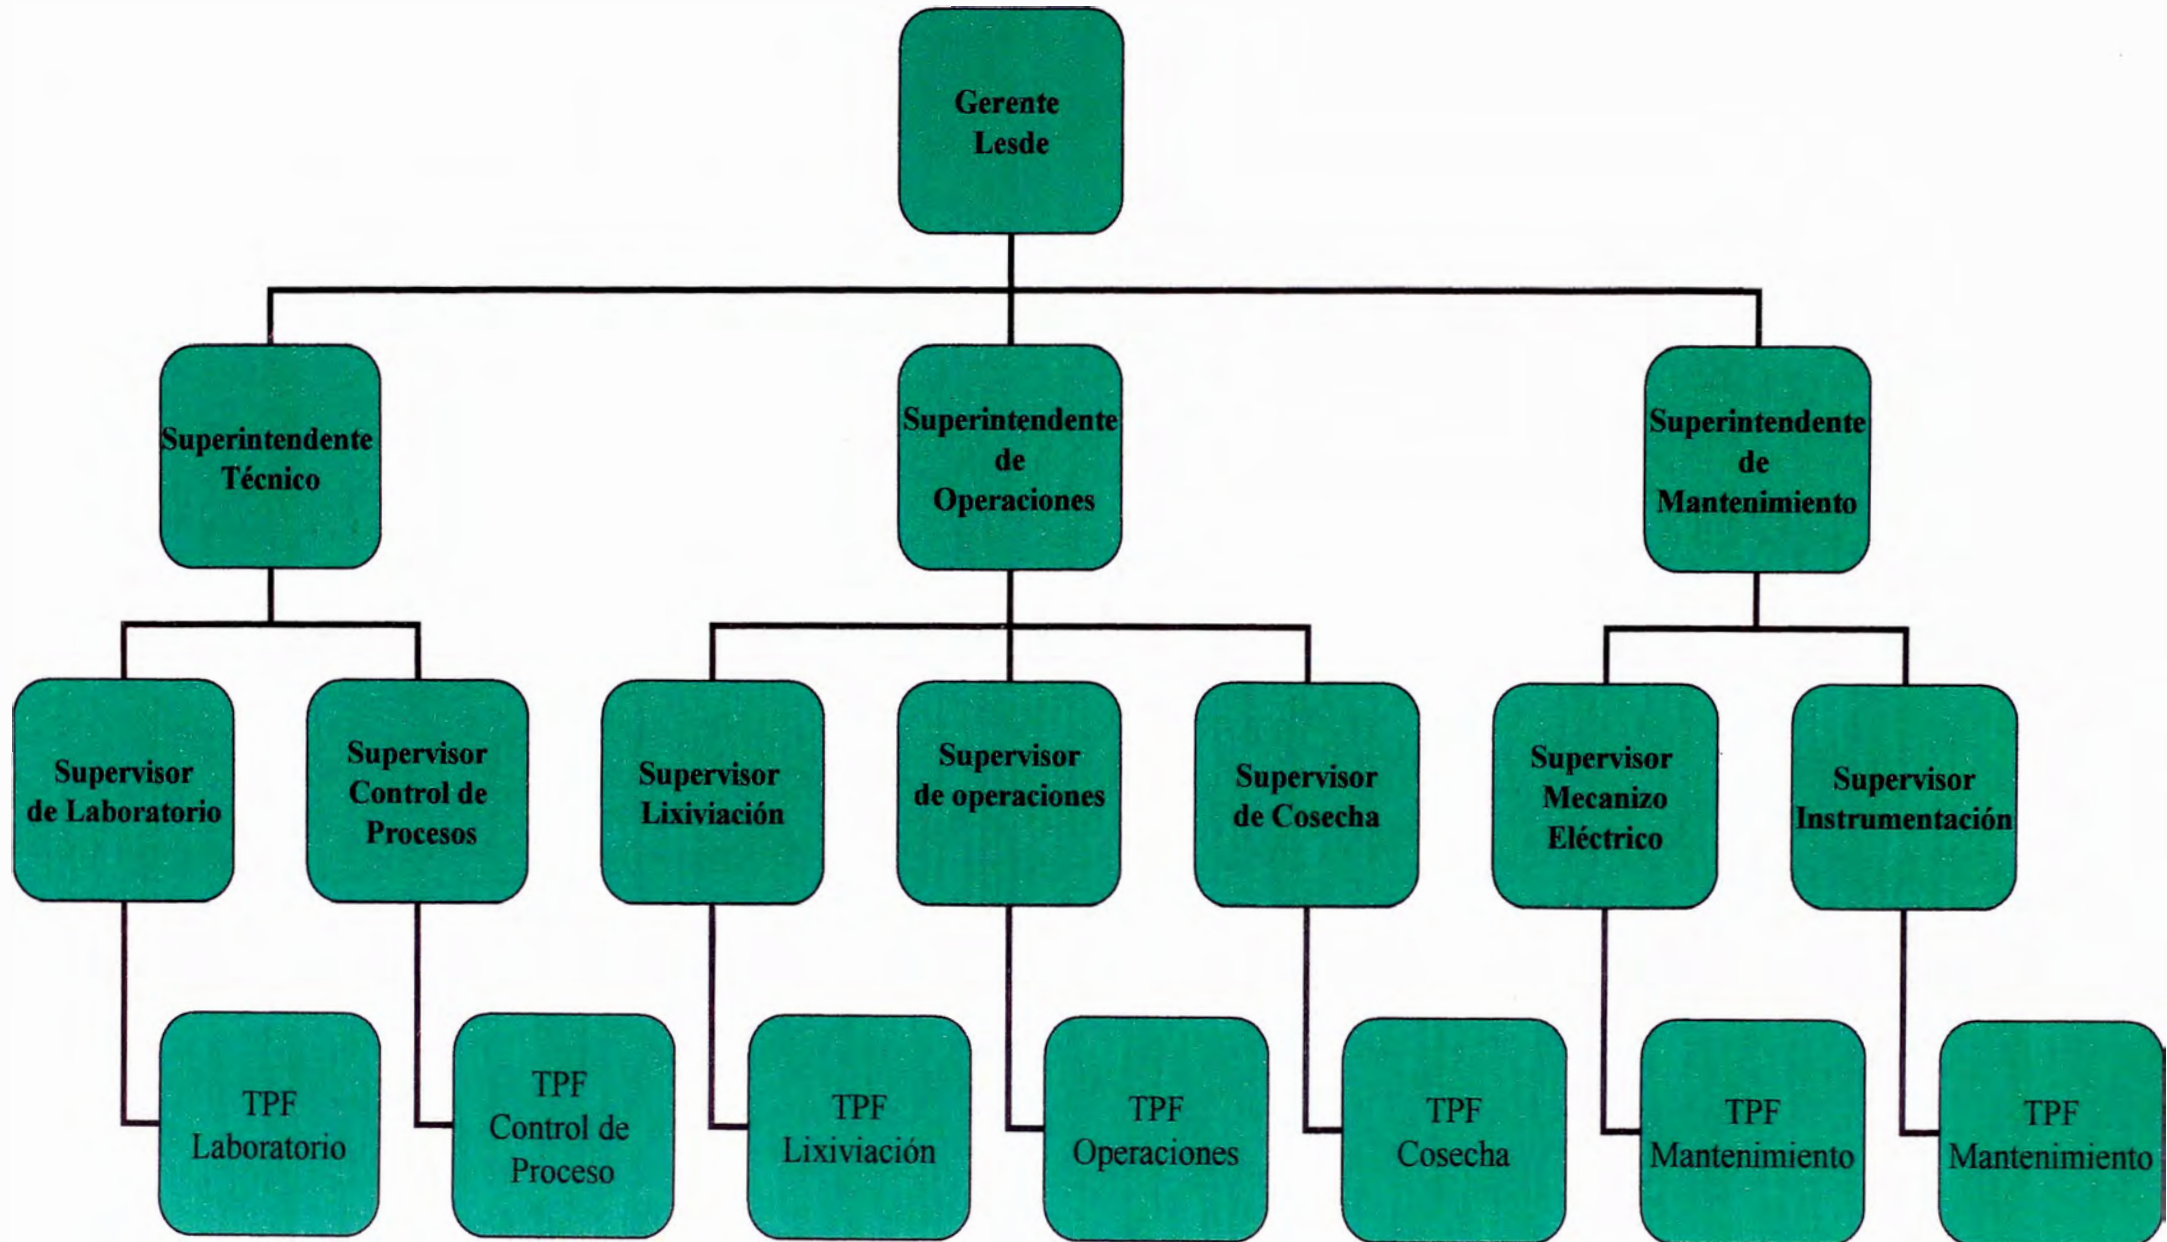 Gerente
Lesde
Superintendente
Técnico
Superintendente
de
Operaciones
Superintendente
de
Mantenimiento
Supervisor
de Laboratorio
Supervisor
Control de
Procesos
Supervisor
Lixiviación
Supervisor
de operaciones
Supervisor
de Cosecha
Supervisor
Mecanizo
Eléctrico
Supervisor
Instrumentación
TPF
Laboratorio
TPF
Control de
Proceso
TPF
Lixiviación
TPF
Operaciones
TPF
Cosecha
TPF
Mantenimiento
TPF
Mantenimiento